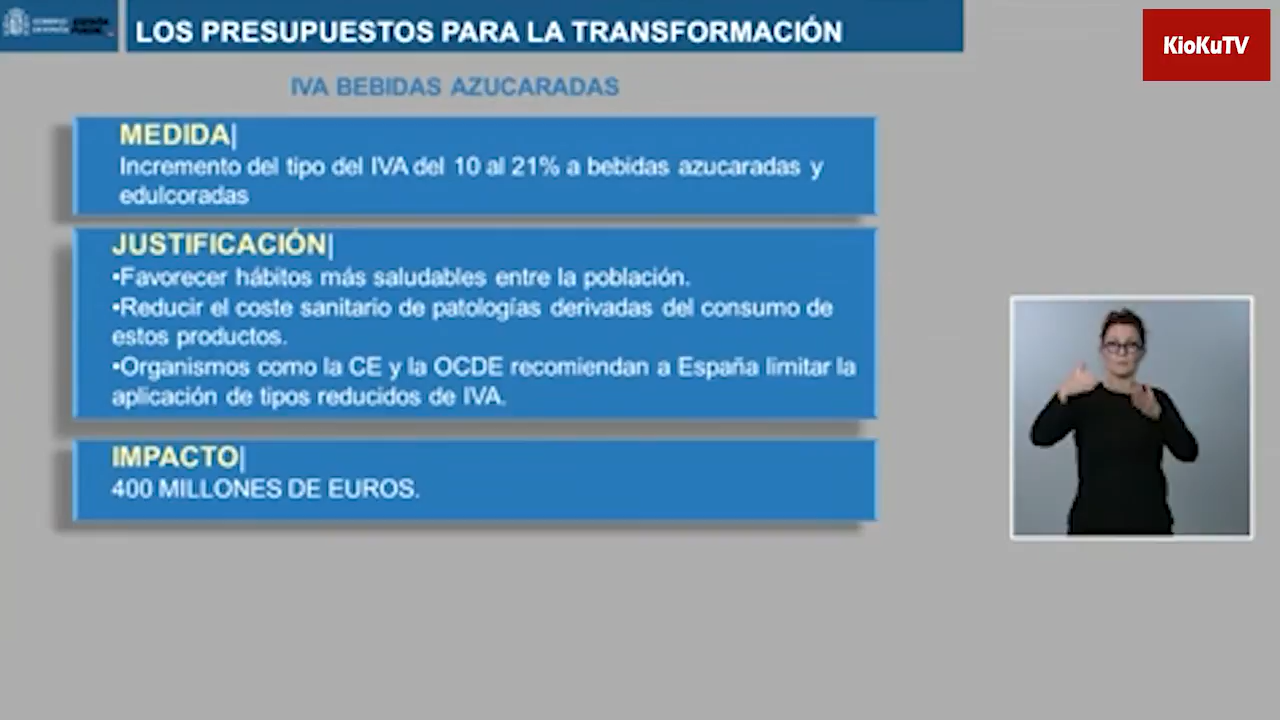 LOS PRESUPUESTOS PARA LA TRANSFORMACIÓN
KioKuTV
IVA BEBIDAS AZUCARADAS
MEDIDA|
Incremento del tipo del IVA del 10 al 21% a bebidas azucaradas y
edulcoradas
JUSTIFICACIÓN|
•Favorecer hábitos más saludables entre la población.
•Reducir el coste sanitario de patologías derivadas del consumo de
estos productos.
•Organismos como la CE y la OCDE recomiendan a España limitar la
aplicación de tipos reducidos de IVA.
IMPACTO|
400 MILLONES DE EUROS.